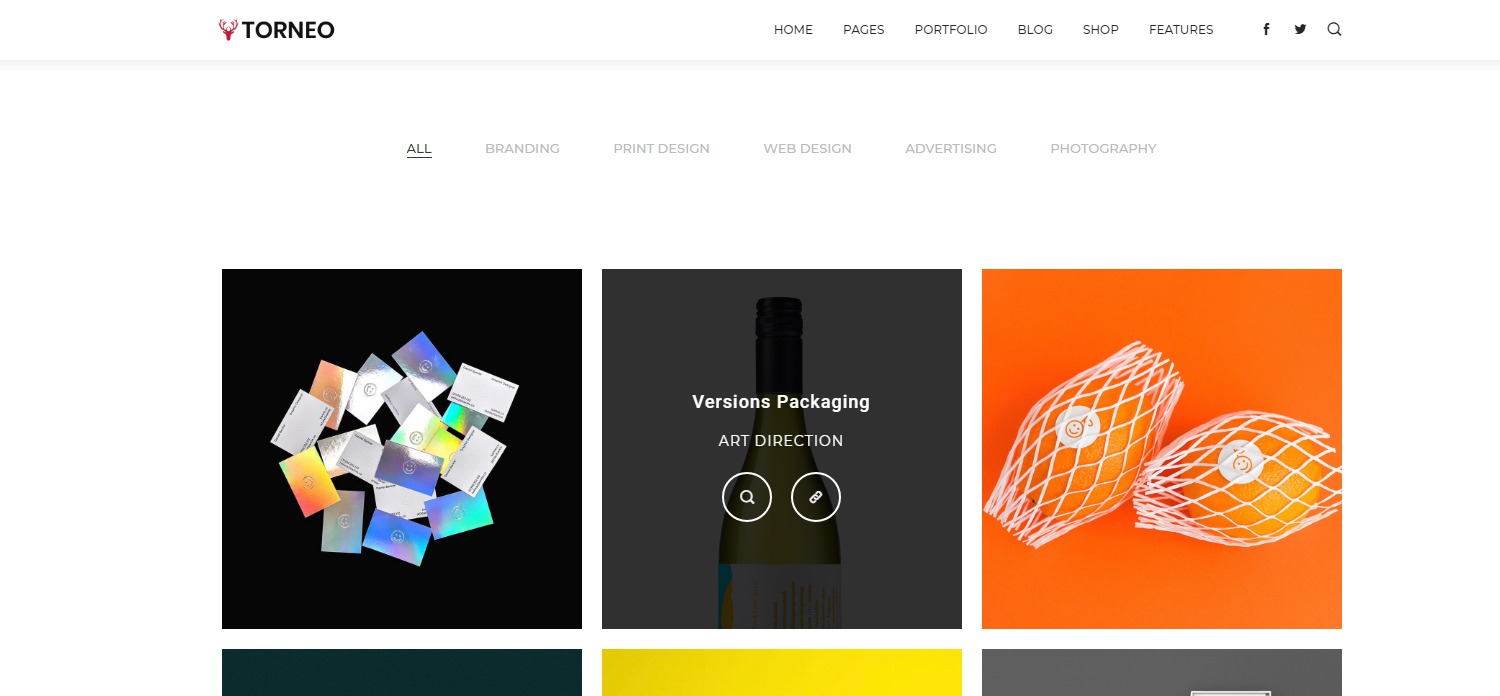 TORNEO
HOME PAGES PORTFOLIO BLOG SHOP FEATURES
ALL BRANDING PRINT DESIGN WEB DESIGN ADVERTISING PHOTOGRAPHY
Versions Packaging
ART DIRECTION